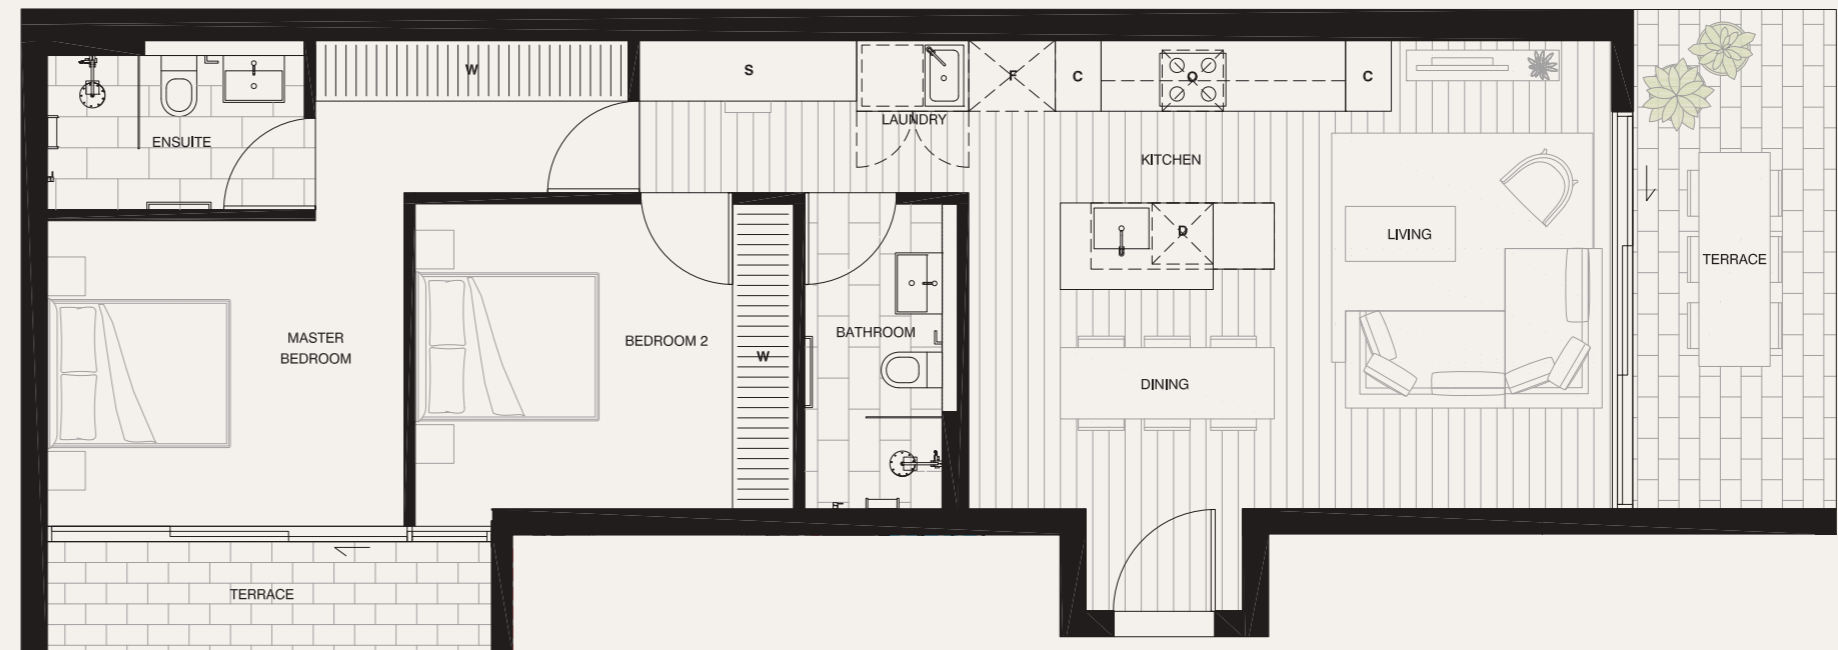 W
S
F
C
O
C
LAUNDRY
ENSUITE
KITCHEN
D
LIVING
TERRACE
MASTER
BEDROOM
BEDROOM 2
W
BATHROOM
DINING
TERRACE